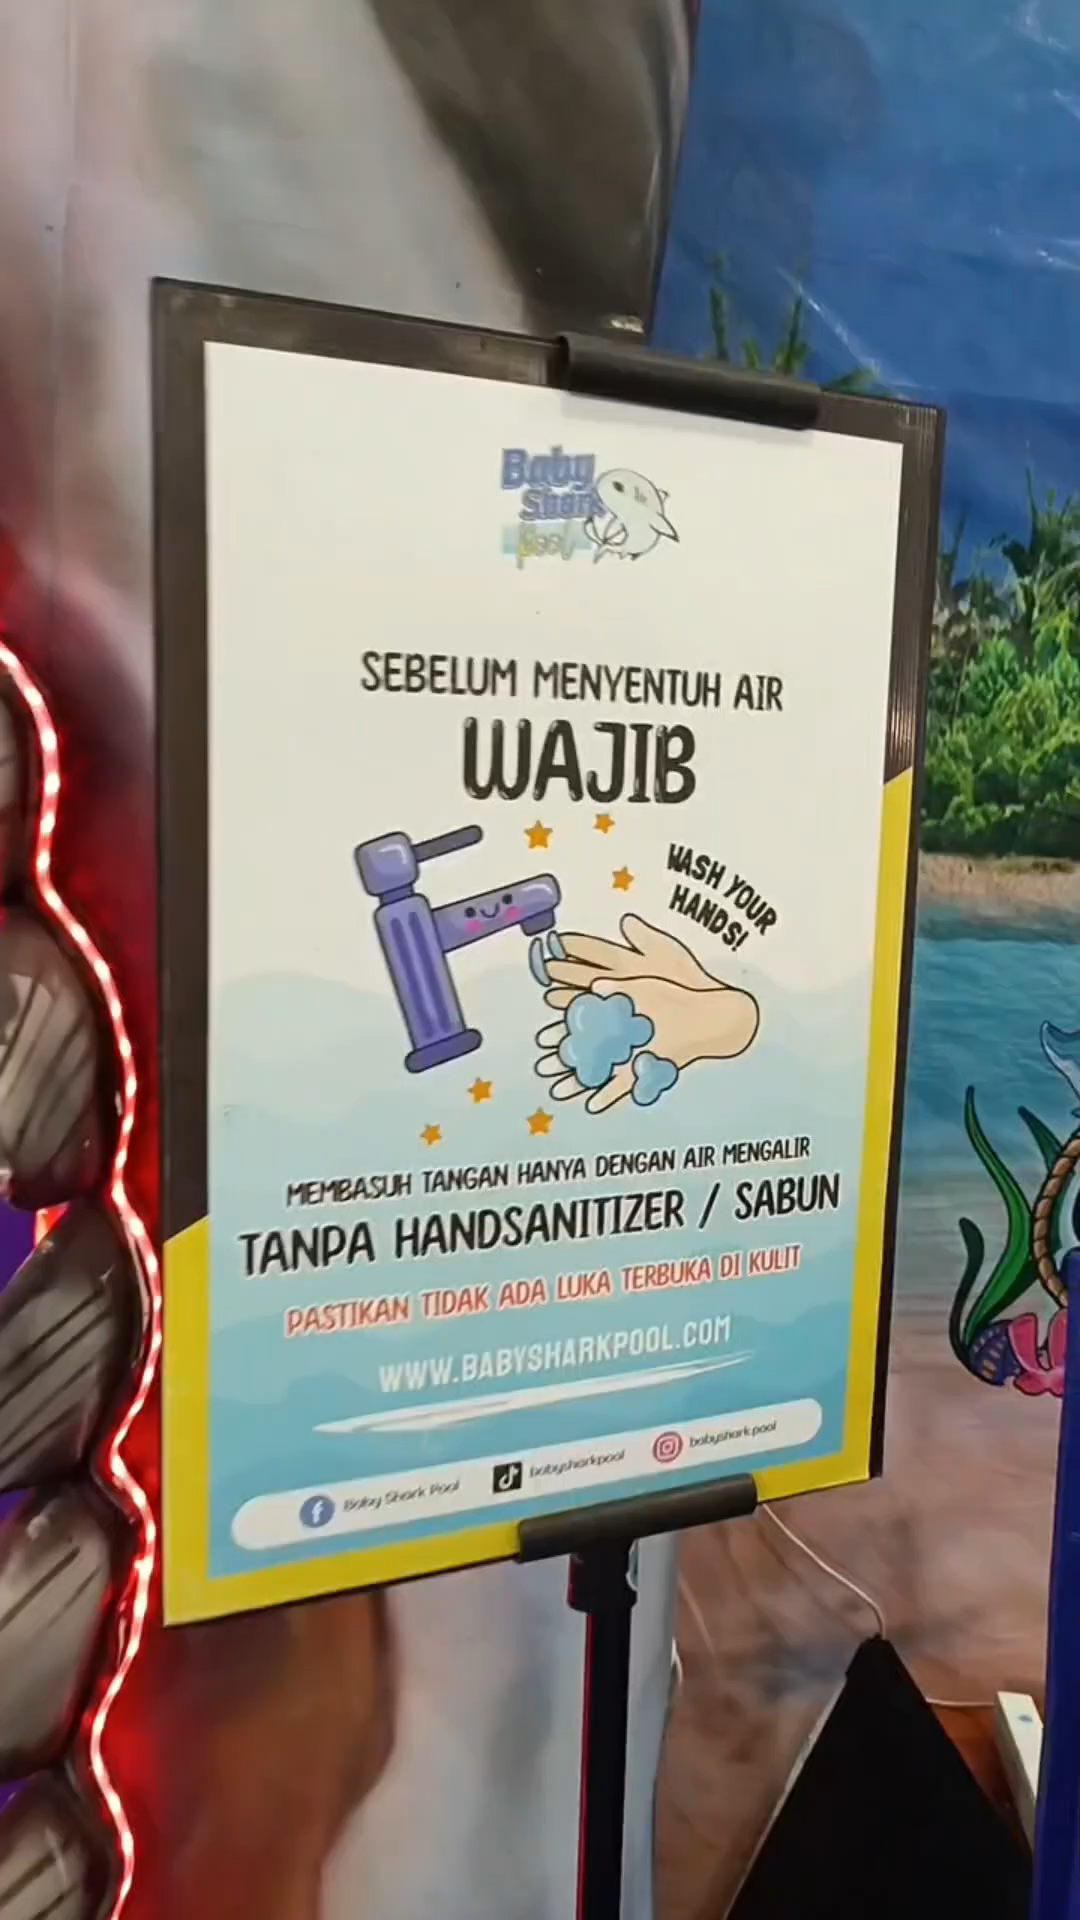 Baby
Shark
Pool
SEBELUM MENYENTUH AIR
WAJIB
WASH YOUR
HANDS!
MEMBASUH TANGAN HANYA DENGAN AIR MENGALIR
TANPA HANDSANITIZER / SABUN
PASTIKAN TIDAK ADA LUKA TERBUKA DI KULIT
WWW.BABYSHARKPOOL.COM
Baby Shark Pool babysharkpool babyshark.pool